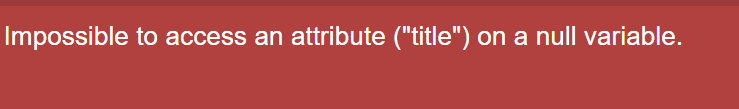 Impossible to access an attribute ("title") on a null variable.